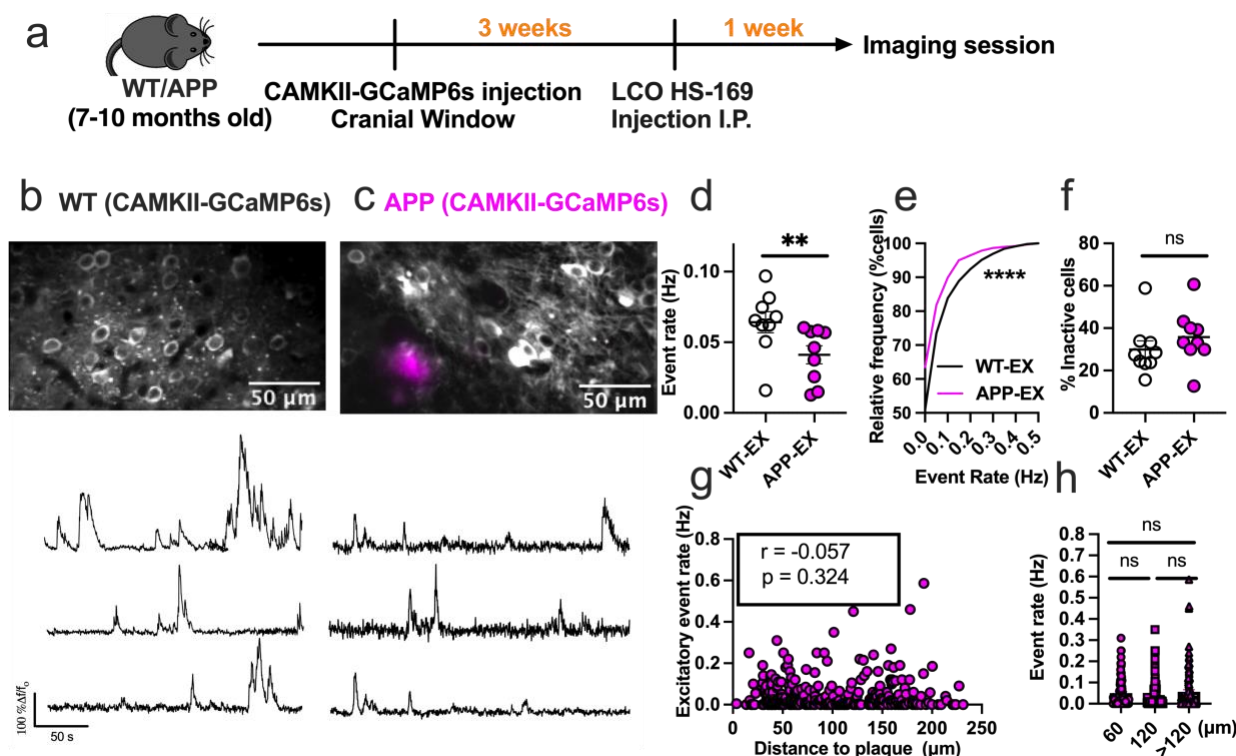 a
3 weeks
1 week
Imaging session
WT/APP
(7-10 months old)
CAMKII-GCaMP6s injection
Cranial Window
LCO HS-169
Injection I.P.
b WT (CAMKII-GCaMP6s)
50 µm
c APP (CAMKII-GCaMP6s)
50 µm
100 %Δf/f₀
50 s
d
**
Event rate (Hz)
0.10
0.05
0.00
WT-EX
APP-EX
e
Relative frequency (%cells)
100
90
80
70
60
50
****
WT-EX
APP-EX
0.0
0.1
0.2
0.3
0.4
0.5
Event Rate (Hz)
f
ns
% Inactive cells
80
60
40
20
0
WT-EX
APP-EX
g
Excitatory event rate (Hz)
0.8
0.6
0.4
0.2
0.0
r = -0.057
p = 0.324
0 50 100 150 200 250
Distance to plaque (µm)
h
ns
ns ns
Event rate (Hz)
0.8
0.7
0.6
0.5
0.4
0.3
0.2
0.1
0.0
60
120
>120
(µm)